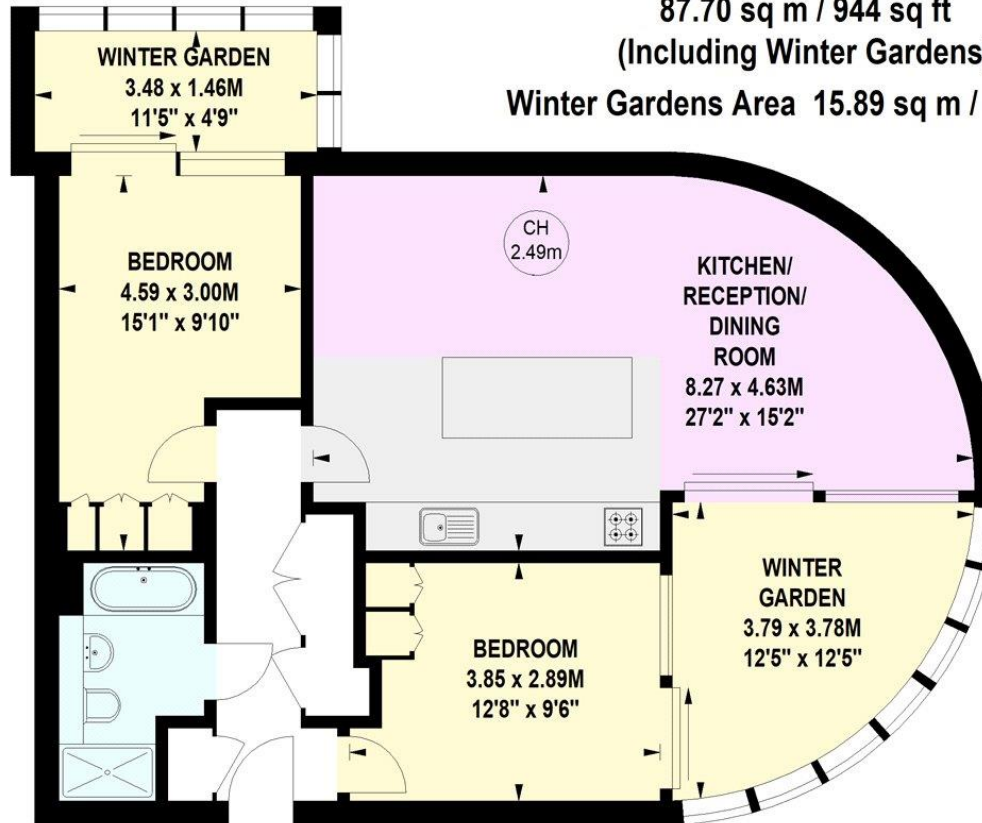 87.70 sq m / 944 sq ft
(Including Winter Gardens
Winter Gardens Area 15.89 sq m /
WINTER GARDEN
3.48 x 1.46M
11'5" x 4'9"
BEDROOM
4.59 x 3.00M
15'1" x 9'10"
CH
2.49m
KITCHEN/
RECEPTION/
DINING
ROOM
8.27 x 4.63M
27'2" x 15'2"
WINTER
GARDEN
3.79 x 3.78M
12'5" x 12'5"
BEDROOM
3.85 x 2.89M
12'8" x 9'6"